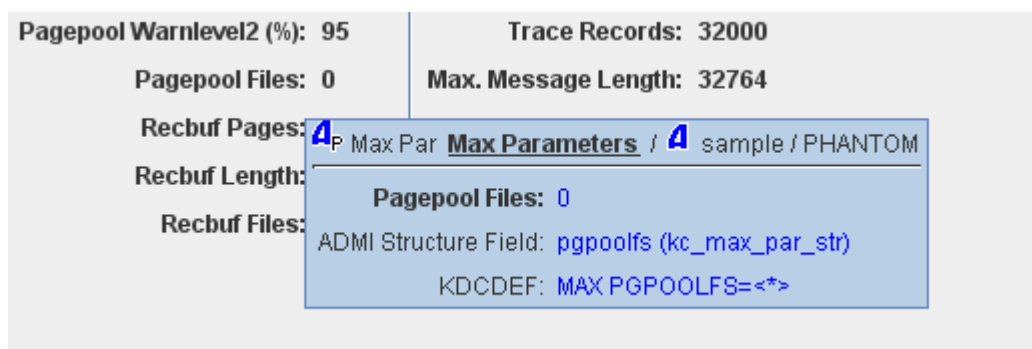 Pagepool Warnlevel2 (%): 95 Trace Records: 32000
Pagepool Files: 0 Max. Message Length: 32764
Recbuf Pages:
Recbuf Length:
Recbuf Files:
AP Max Par Max Parameters / A sample / PHANTOM
Pagepool Files: 0
ADMI Structure Field: pgpoolfs (kc_max_par_str)
KDCDEF: MAX PGPOOLFS=<*>